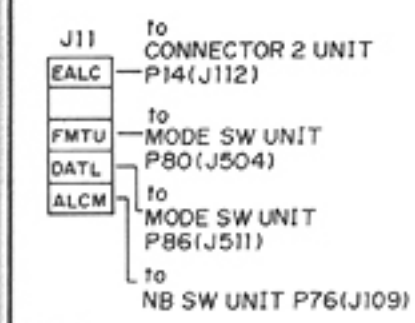 J11
to
CONNECTOR 2 UNIT
EALC P14(J112)
to
FMTU MODE SW UNIT
P80(J504)
DATL
to
ALCM
MODE SW UNIT
P86(J511)
to
NB SW UNIT P76(J109)